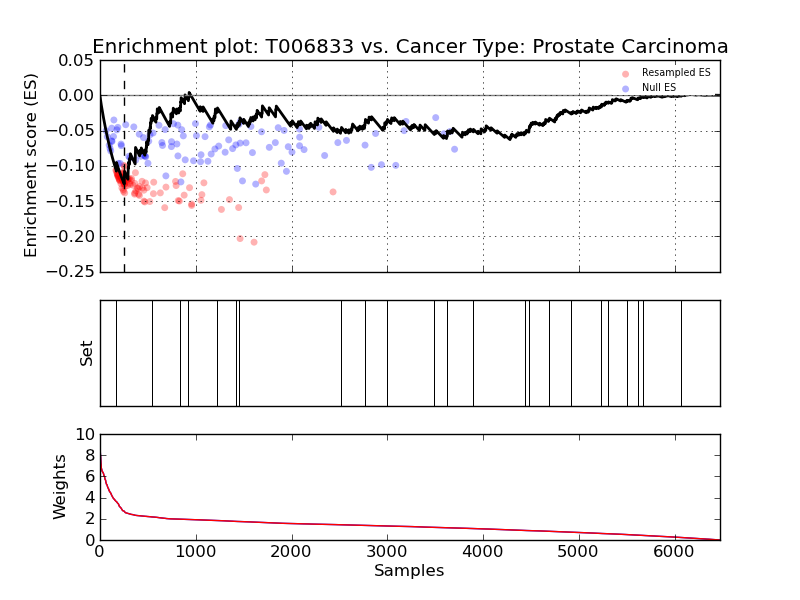 Enrichment plot: T006833 vs. Cancer Type: Prostate Carcinoma
Enrichment score (ES)
0.05
0.00
−0.05
−0.10
−0.15
−0.20
−0.25
Resampled ES
Null ES
Set
Weights
10
8
6
4
2
0
0 1000 2000 3000 4000 5000 6000
Samples